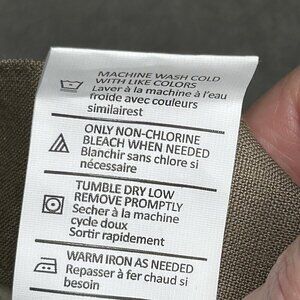 MACHINE WASH COLD
WITH LIKE COLORS
Laver à la machine à l'eau
froide avec couleurs
similairest
ONLY NON-CHLORINE
BLEACH WHEN NEEDED
Blanchir sans chlore si
nécessaire
TUMBLE DRY LOW
REMOVE PROMPTLY
Sécher à la machine
cycle doux
Sortir rapidement
WARM IRON AS NEEDED
Repasser à fer chaud si
besoin